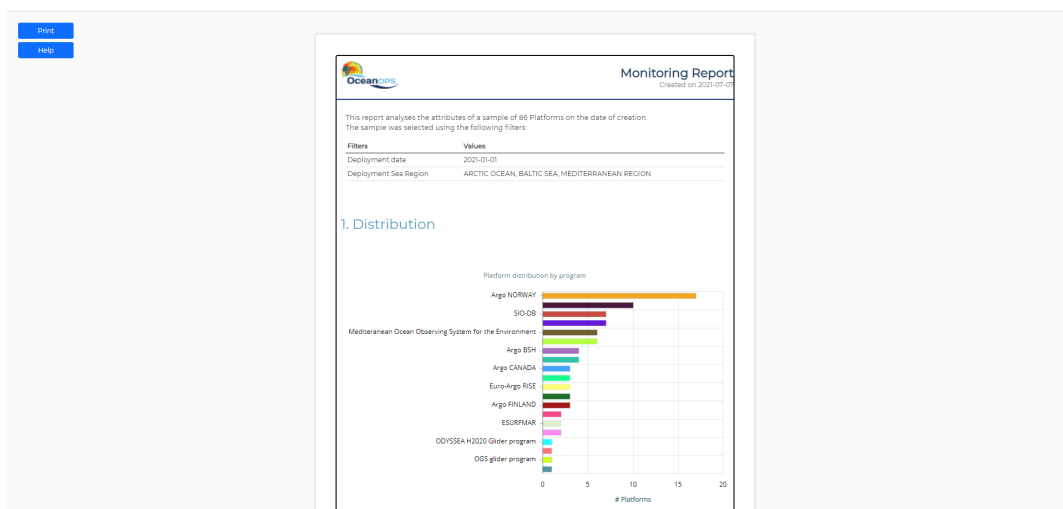 Print
Help
OceanOPS
Monitoring Report
Created on 2021-07-07
This report analyses the attributes of a sample of 86 Platforms on the date of creation.
The sample was selected using the following filters:
Filters Values
Deployment date 2021-01-01
Deployment Sea Region ARCTIC OCEAN, BALTIC SEA, MEDITERRANEAN REGION
1. Distribution
Platform distribution by program
Argo NORWAY
SIO-DB
Mediteranean Ocean Observing System for the Environment
Argo BSH
Argo CANADA
Euro-Argo RISE
Argo FINLAND
ESURFMAR
ODYSSEA H2020 Glider program
OGS glider program
0 5 10 15 20
# Platforms